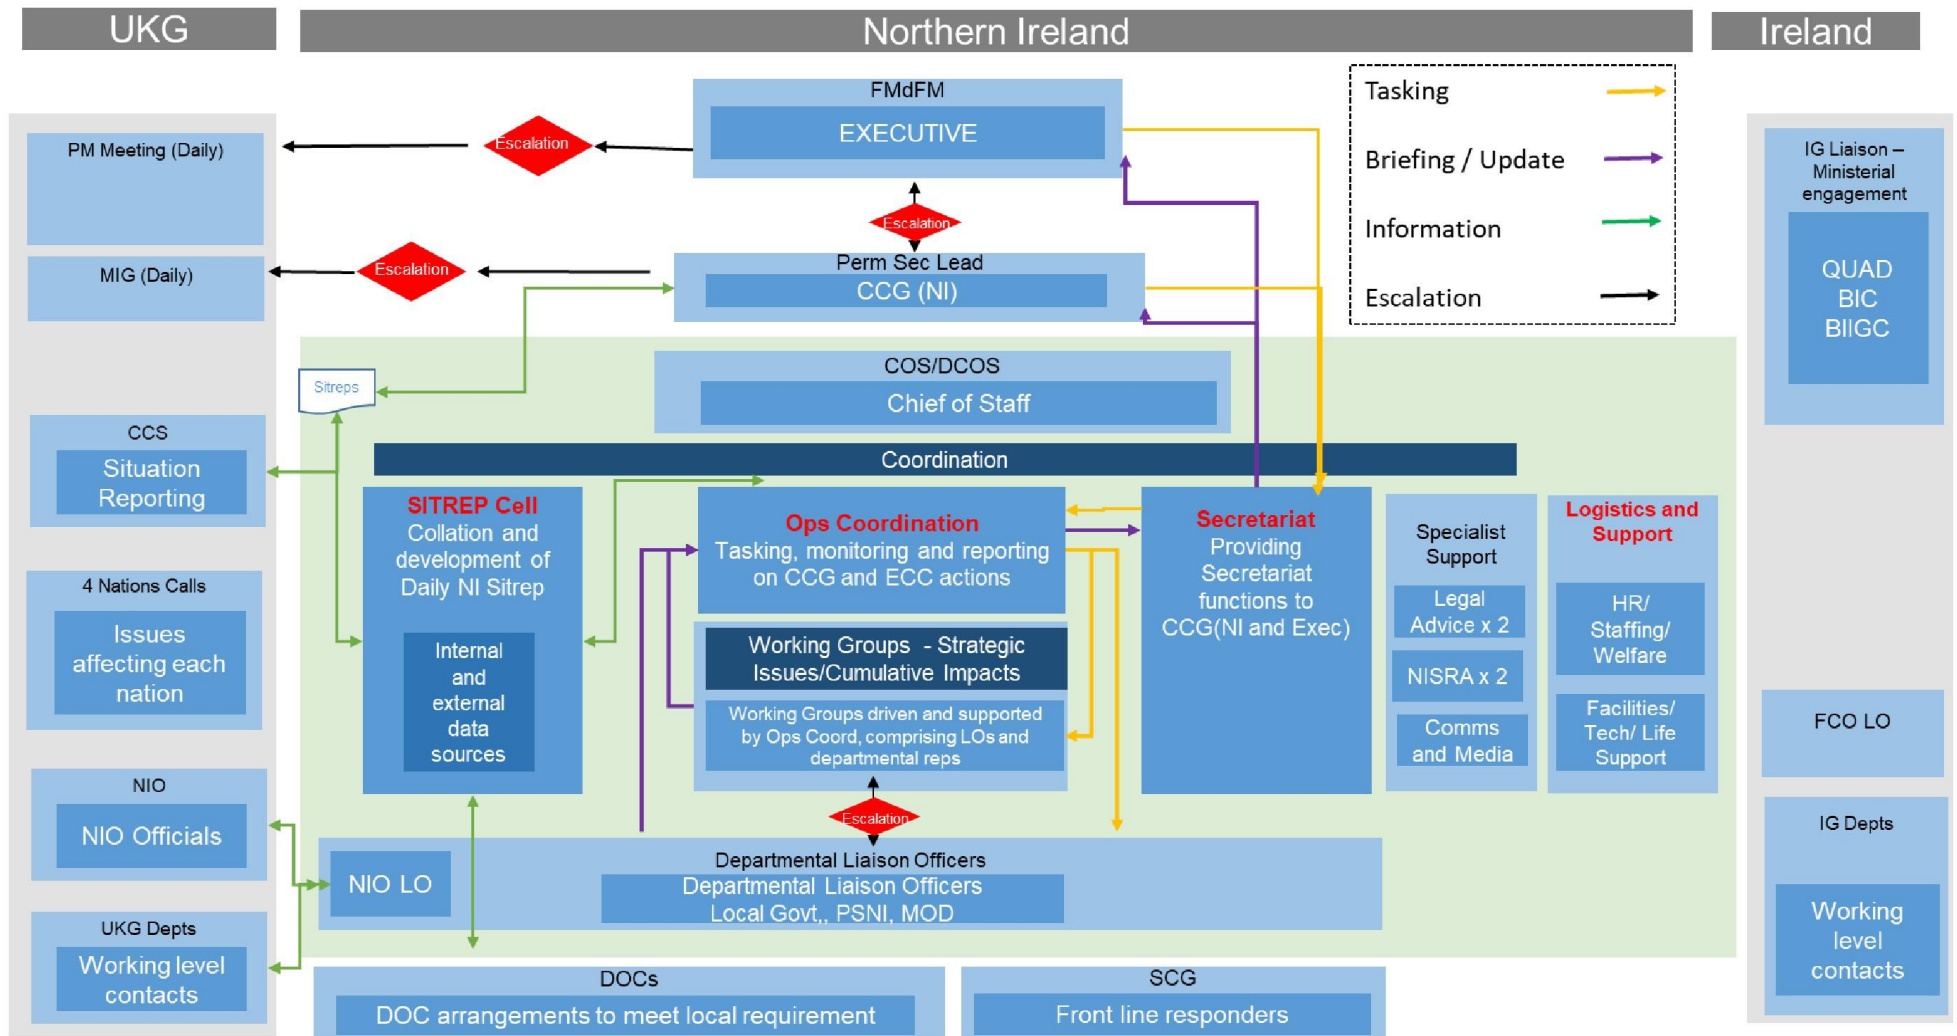 UKG
Northern Ireland
Ireland
PM Meeting (Daily)
MIG (Daily)
CCS
Situation
Reporting
4 Nations Calls
Issues
affecting each
nation
NIO
NIO Officials
UKG Depts
Working level
contacts
Escalation
Escalation
FMdFM
EXECUTIVE
Escalation
Perm Sec Lead
CCG (NI)
Tasking
Briefing / Update
Information
Escalation
Sitreps
COS/DCOS
Chief of Staff
Coordination
SITREP Cell
Collation and
development of
Daily NI Sitrep
Internal
and
external
data
sources
Ops Coordination
Tasking, monitoring and reporting
on CCG and ECC actions
Working Groups - Strategic
Issues/Cumulative Impacts
Working Groups driven and supported
by Ops Coord, comprising LOs and
departmental reps
Escalation
Secretariat
Providing
Secretariat
functions to
CCG(NI and Exec)
Specialist
Support
Legal
Advice x 2
NISRA x 2
Comms
and Media
Logistics and
Support
HR/
Staffing/
Welfare
Facilities/
Tech/ Life
Support
NIO LO
Departmental Liaison Officers
Departmental Liaison Officers
Local Govt,, PSNI, MOD
DOCs
DOC arrangements to meet local requirement
SCG
Front line responders
IG Liaison –
Ministerial
engagement
QUAD
BIC
BIIGC
FCO LO
IG Depts
Working
level
contacts